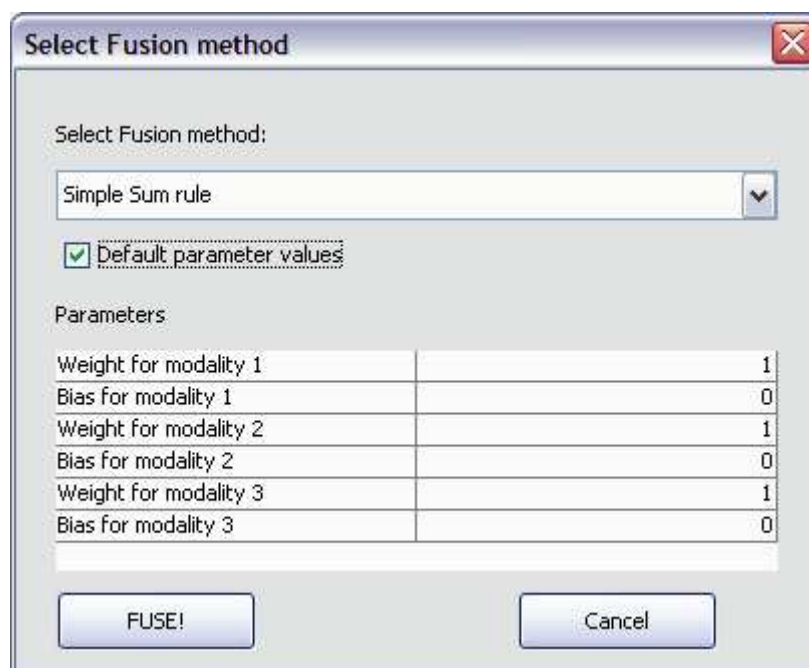 Select Fusion method
Select Fusion method:
Simple Sum rule
Default parameter values
Parameters
Weight for modality 1 1
Bias for modality 1 0
Weight for modality 2 1
Bias for modality 2 0
Weight for modality 3 1
Bias for modality 3 0
FUSE! Cancel